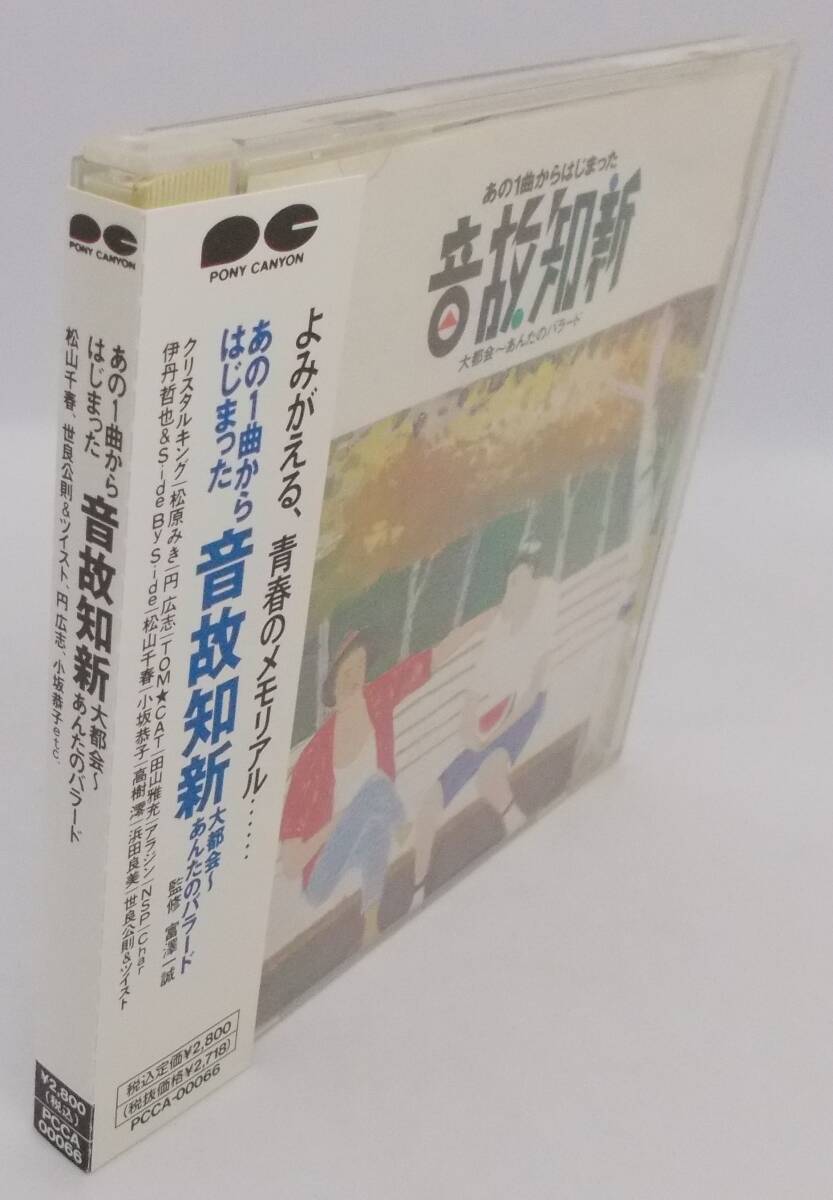 PONY CANYON
あの1曲から
はじまった
音故知新
大都会〜
あんたのバラード
松山千春、世良公則&ツイスト、円 広志、小坂恭子etc.
¥2,800
(税込)
PCCA
00066
PONY CANYON
よみがえる、青春のメモリアル……
あの1曲から
はじまった
音故知新
大都会〜
あんたのバラード
監修 富澤一誠
クリスタルキング|松原みき|円 広志|TOM★CAT|田山雅充|アラジン|NSP|Char
伊丹哲也&Side By Side|松山千春|小坂恭子|高樹 澪|浜田良美|世良公則&ツイスト
税込定価¥2,800
(税抜価格¥2,718)
PCCA-00066
あの1曲からはじまった
音故知新
大都会〜あんたのバラード